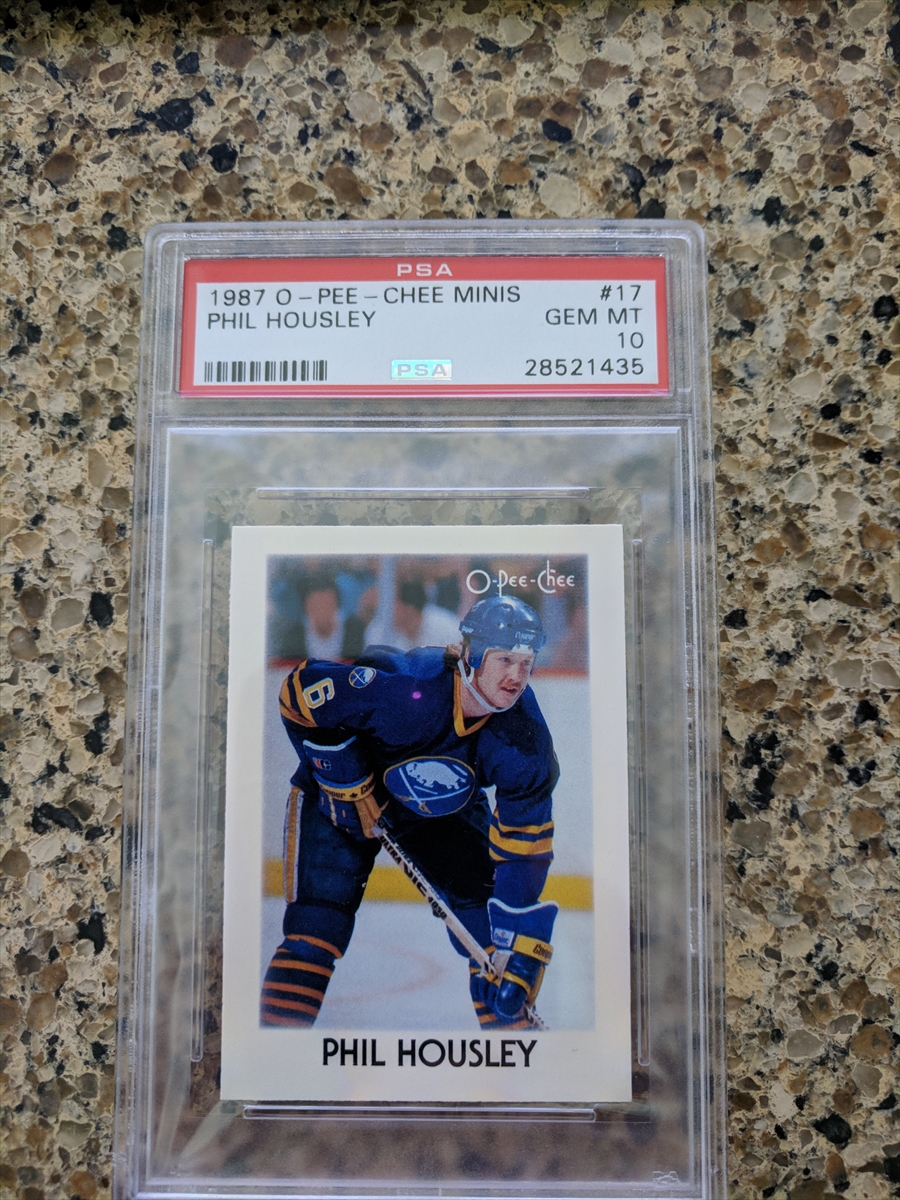 PSA
1987 O-PEE-CHEE MINIS #17
PHIL HOUSLEY GEM MT
10
PSA 28521435
O-Pee-Chee
6
PHIL HOUSLEY